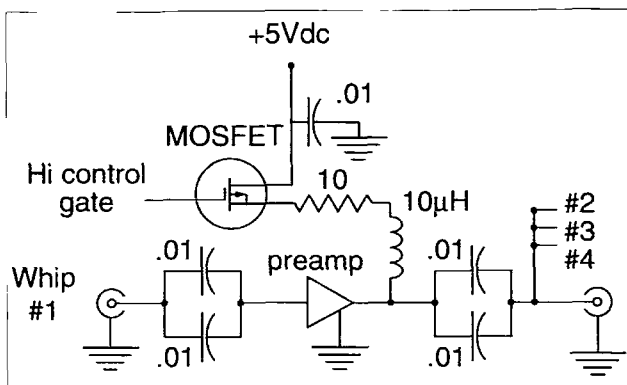 +5Vdc
.01
MOSFET
Hi control
gate
10
10µH
#2
#3
#4
Whip
#1
.01
preamp
.01
.01
.01